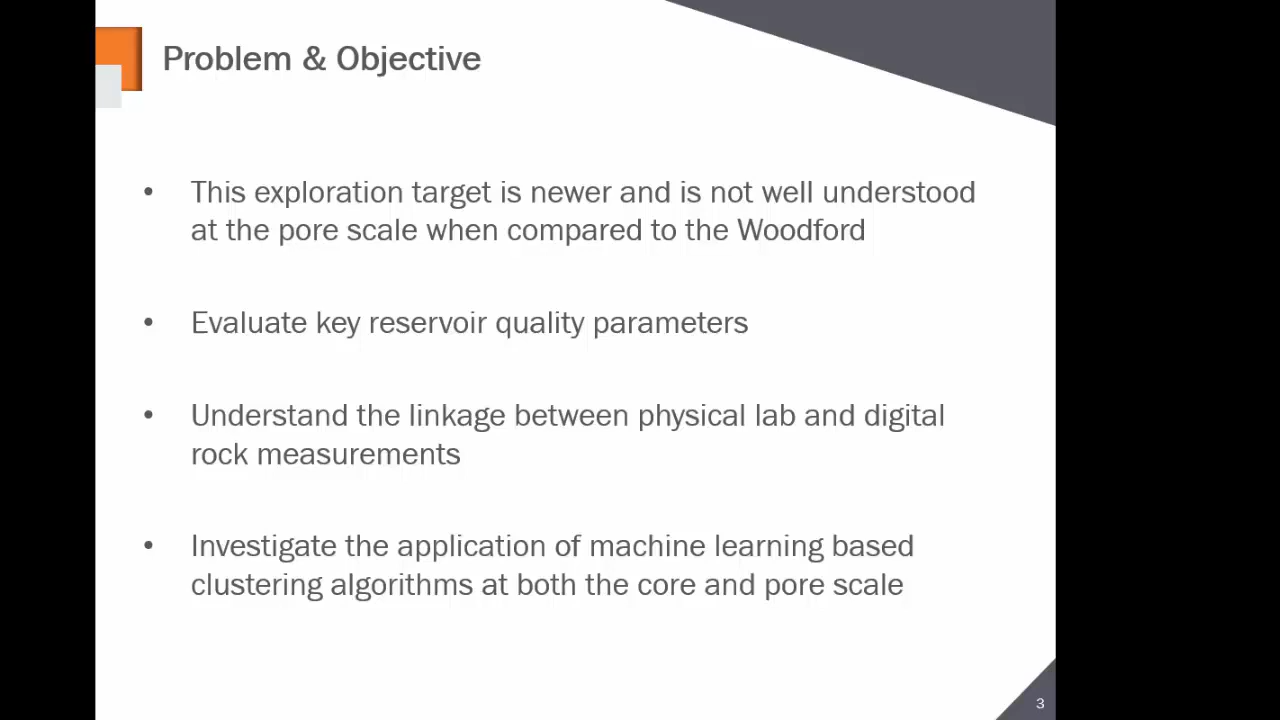 Problem & Objective
• This exploration target is newer and is not well understood
at the pore scale when compared to the Woodford
• Evaluate key reservoir quality parameters
• Understand the linkage between physical lab and digital
rock measurements
• Investigate the application of machine learning based
clustering algorithms at both the core and pore scale
3